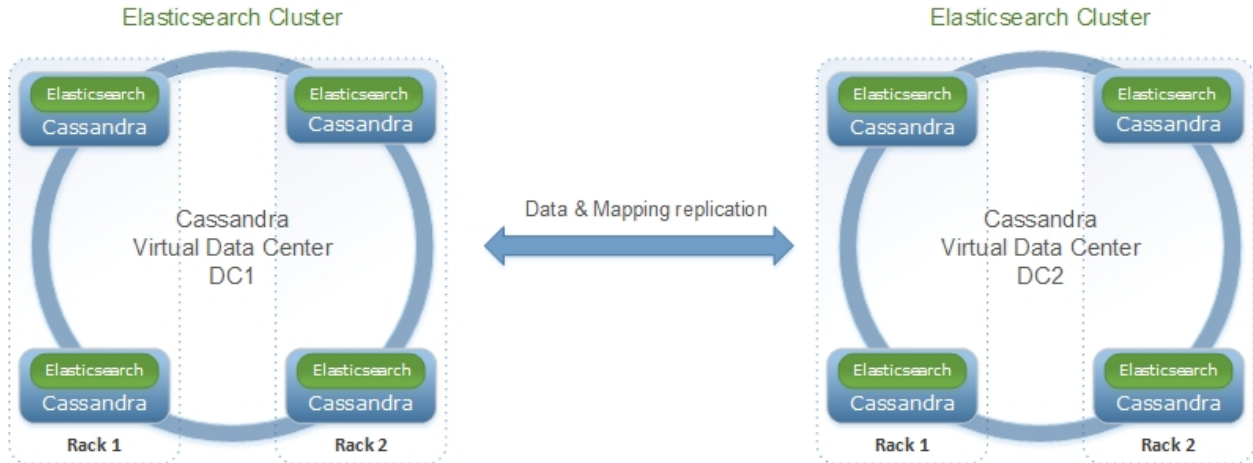 Elasticsearch Cluster
Elasticsearch
Cassandra
Elasticsearch
Cassandra
Cassandra
Virtual Data Center
DC1
Elasticsearch
Cassandra
Elasticsearch
Cassandra
Rack 1
Rack 2
Data & Mapping replication
Elasticsearch Cluster
Elasticsearch
Cassandra
Elasticsearch
Cassandra
Cassandra
Virtual Data Center
DC2
Elasticsearch
Cassandra
Elasticsearch
Cassandra
Rack 1
Rack 2